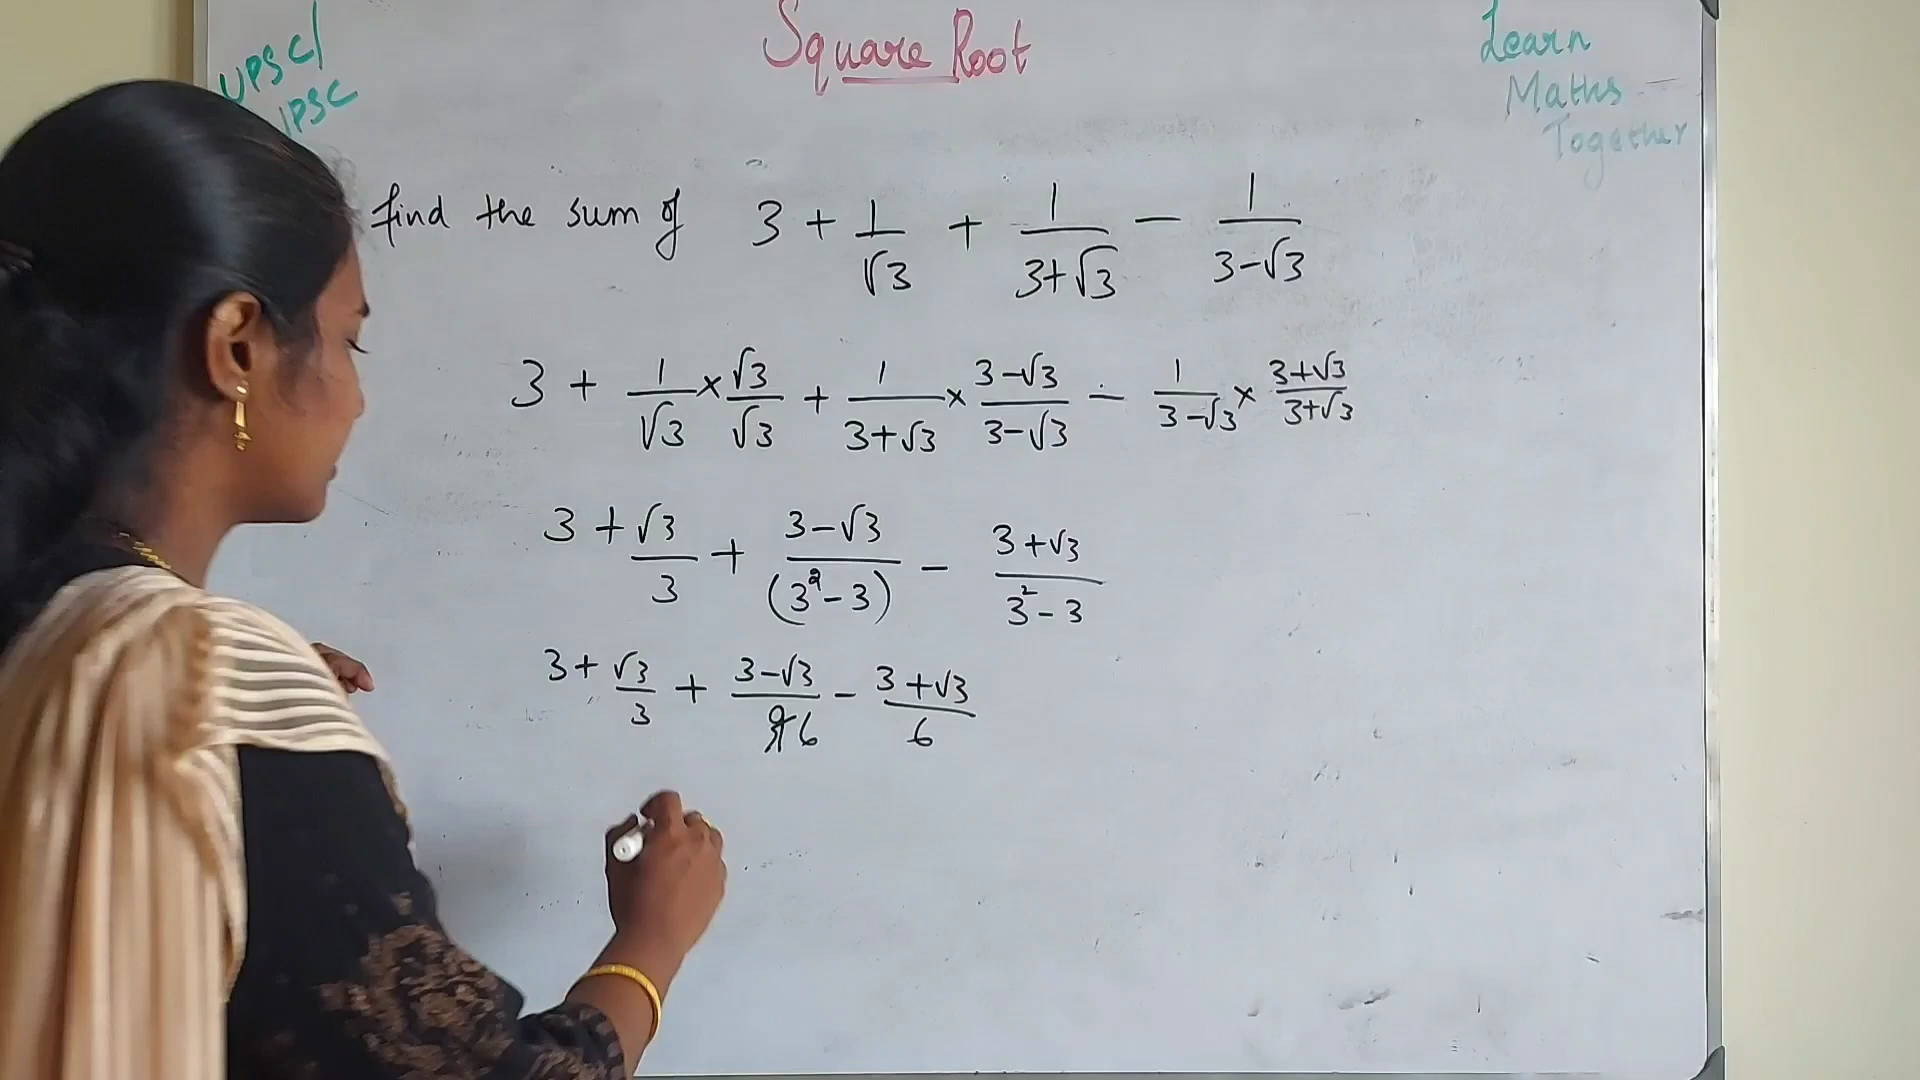 Square Root
UPSC/
IPSC
Learn
Maths
Together
find the sum of 3 + 1/√3 + 1/(3+√3) − 1/(3−√3)
3 + 1/√3 × √3/√3 + 1/(3+√3) × (3−√3)/(3−√3) − 1/(3−√3) × (3+√3)/(3+√3)
3 + √3/3 + (3−√3)/(3²−3) − (3+√3)/(3²−3)
3 + √3/3 + (3−√3)/6 − (3+√3)/6